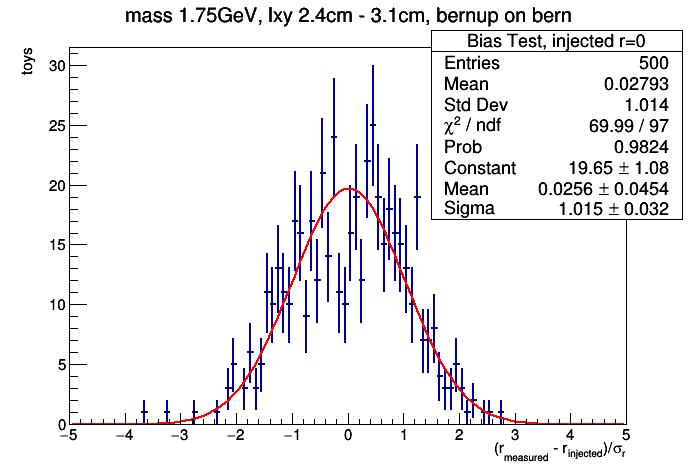 mass 1.75GeV, lxy 2.4cm - 3.1cm, bernup on bern
Bias Test, injected r=0
Entries 500
Mean 0.02793
Std Dev 1.014
χ² / ndf 69.99 / 97
Prob 0.9824
Constant 19.65 ± 1.08
Mean 0.0256 ± 0.0454
Sigma 1.015 ± 0.032
toys
30
25
20
15
10
5
0
−5 −4 −3 −2 −1 0 1 2 3 4 5
(r_measured - r_injected)/σ_r